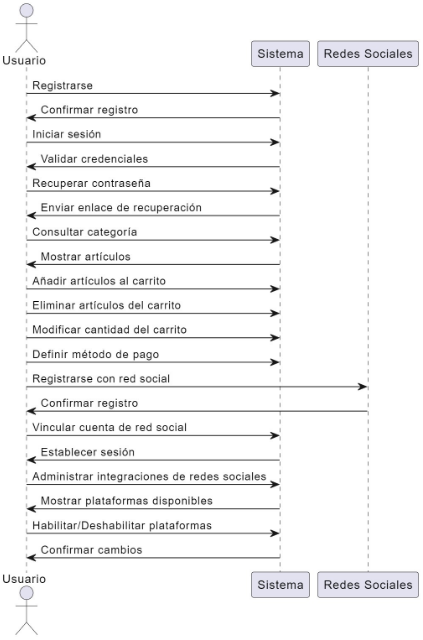 Usuario
Sistema
Redes Sociales
Registrarse
Confirmar registro
Iniciar sesión
Validar credenciales
Recuperar contraseña
Enviar enlace de recuperación
Consultar categoría
Mostrar artículos
Añadir artículos al carrito
Eliminar artículos del carrito
Modificar cantidad del carrito
Definir método de pago
Registrarse con red social
Confirmar registro
Vincular cuenta de red social
Establecer sesión
Administrar integraciones de redes sociales
Mostrar plataformas disponibles
Habilitar/Deshabilitar plataformas
Confirmar cambios
Usuario
Sistema
Redes Sociales